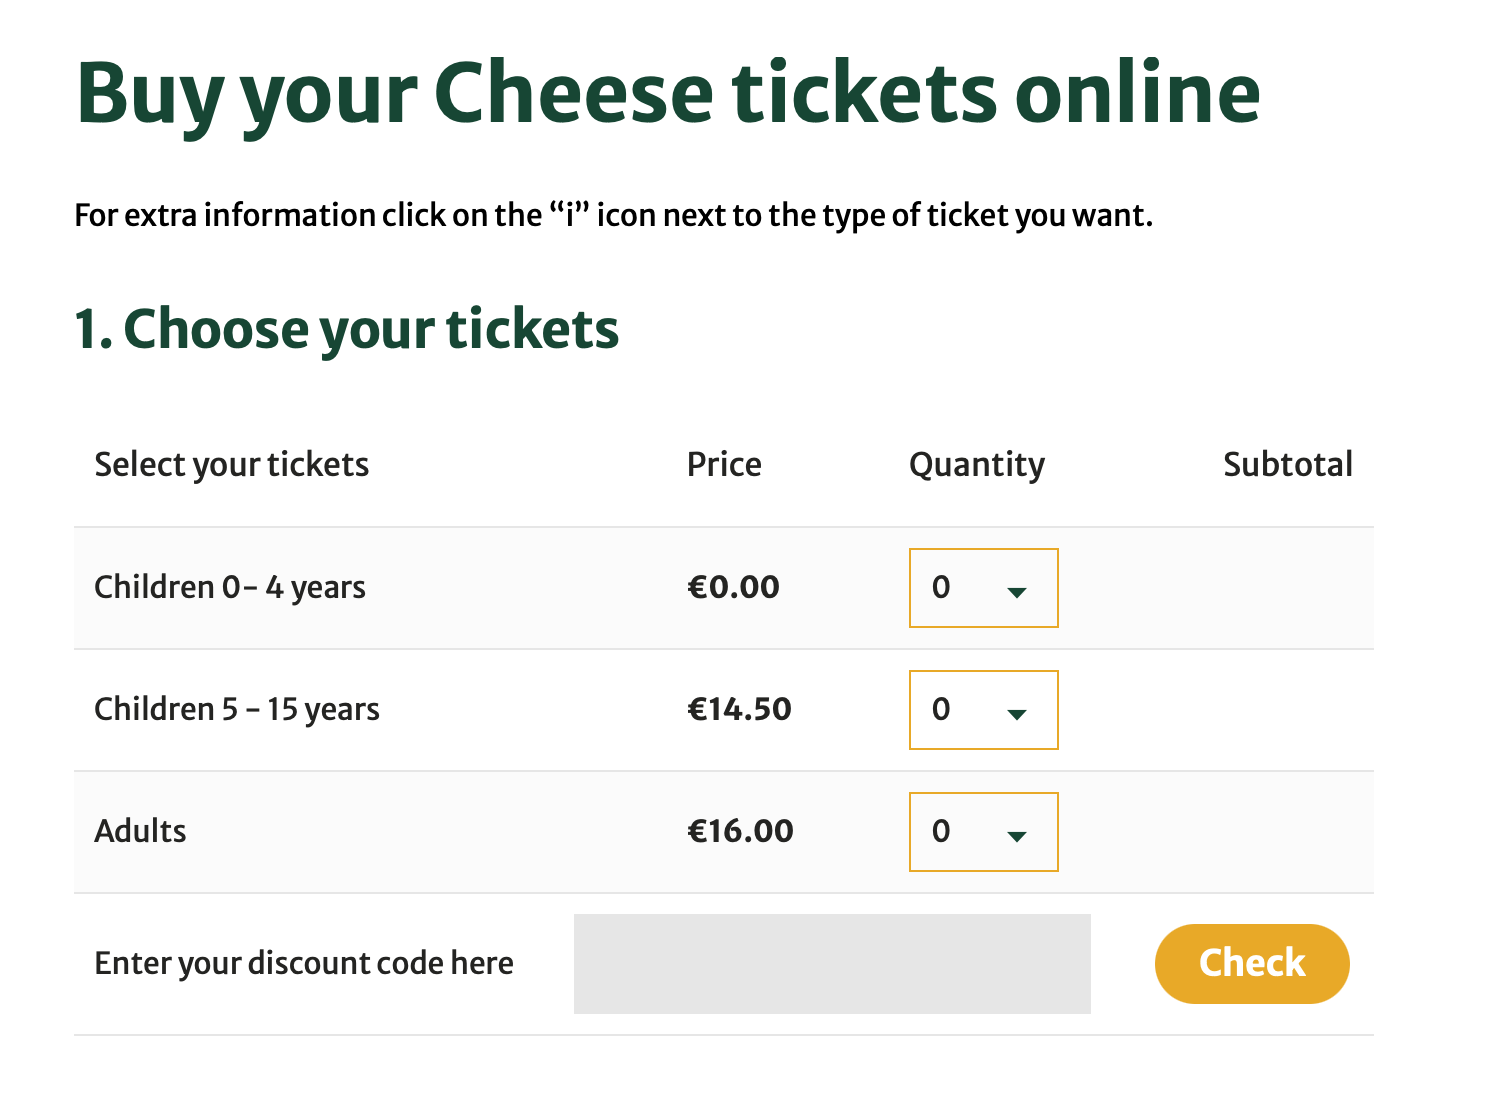 Buy your Cheese tickets online
For extra information click on the “i” icon next to the type of ticket you want.
1. Choose your tickets
Select your tickets Price Quantity Subtotal
Children 0– 4 years €0.00 0
Children 5 – 15 years €14.50 0
Adults €16.00 0
Enter your discount code here Check